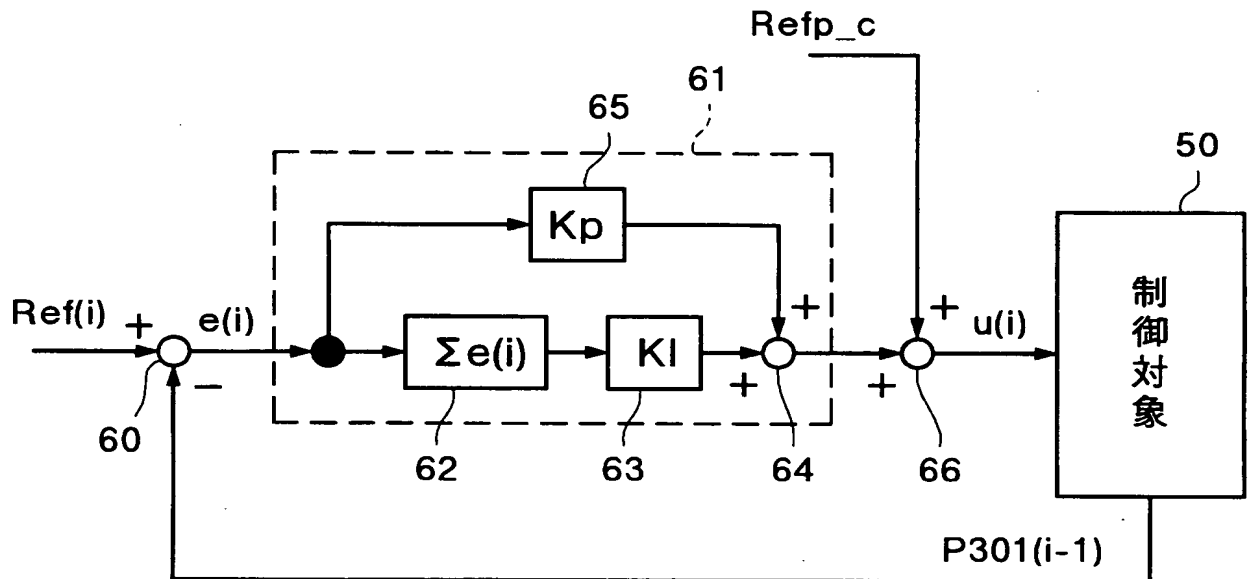 Refp_c
61
65
50
Kp
Ref(i)
+
e(i)
Σe(i)
KI
+
+
+
+
u(i)
制御対象
−
60
62
63
64
66
P301(i-1)